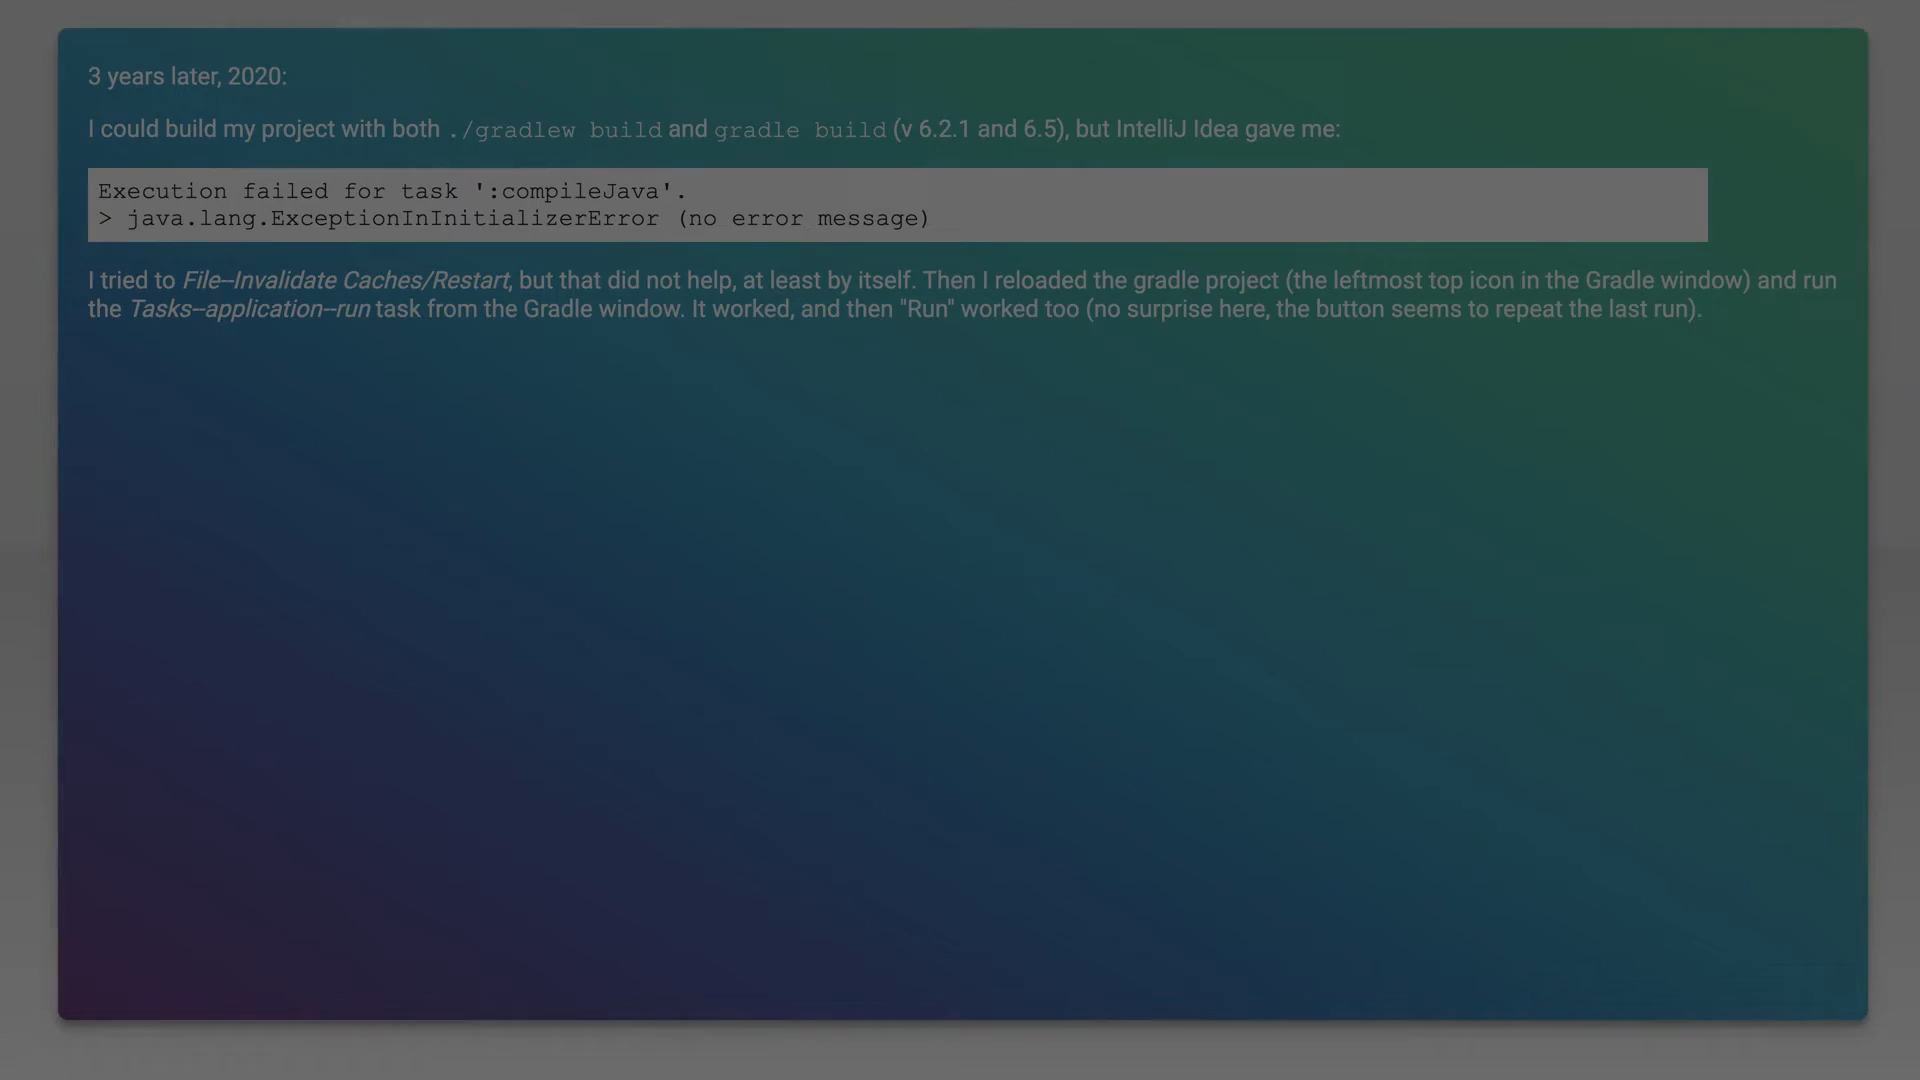 3 years later, 2020:
I could build my project with both ./gradlew build and gradle build (v 6.2.1 and 6.5), but IntelliJ Idea gave me:
Execution failed for task ':compileJava'.
> java.lang.ExceptionInInitializerError (no error message)
I tried to File--Invalidate Caches/Restart, but that did not help, at least by itself. Then I reloaded the gradle project (the leftmost top icon in the Gradle window) and run
the Tasks--application--run task from the Gradle window. It worked, and then "Run" worked too (no surprise here, the button seems to repeat the last run).